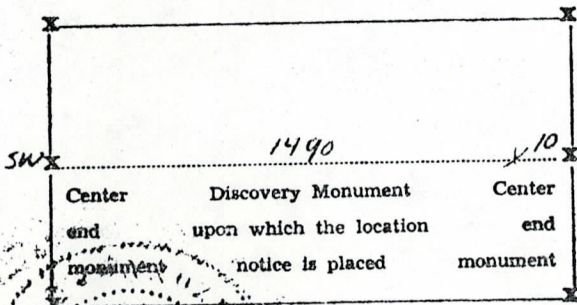 X X
1490 10
SW X X X
Center Discovery Monument Center
end upon which the location end
monument notice is placed monument
X X